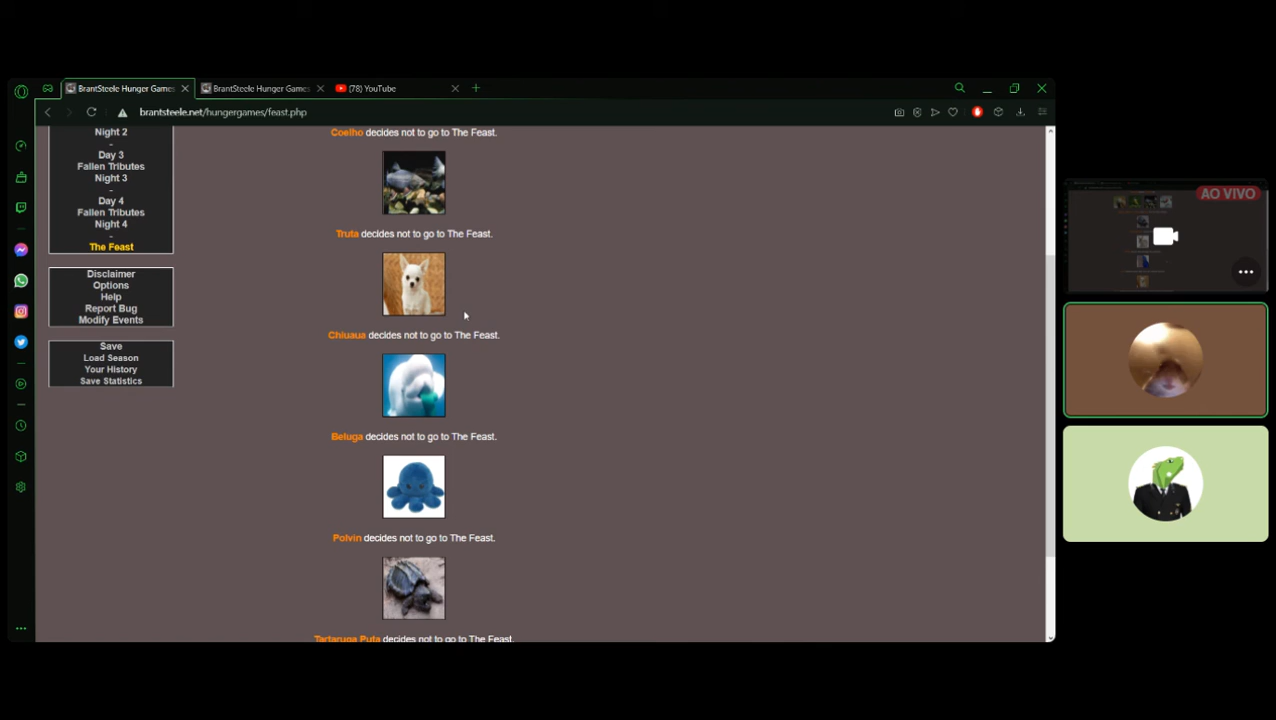 BrantSteele Hunger Games
BrantSteele Hunger Games
(78) YouTube
brantsteele.net/hungergames/feast.php
Night 2
-
Day 3
Fallen Tributes
Night 3
-
Day 4
Fallen Tributes
Night 4
-
The Feast
Disclaimer
Options
Help
Report Bug
Modify Events
Save
Load Season
Your History
Save Statistics
Coelho decides not to go to The Feast.
Truta decides not to go to The Feast.
Chiuaua decides not to go to The Feast.
Beluga decides not to go to The Feast.
Polvin decides not to go to The Feast.
Tartaruga Puta decides not to go to The Feast.
AO VIVO